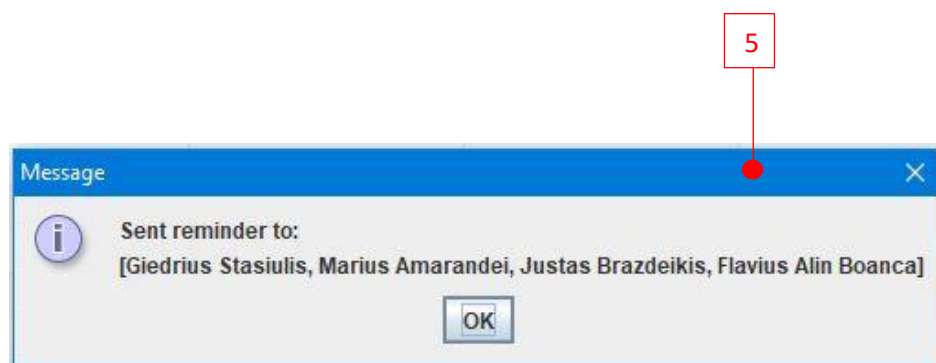 5
Message
Sent reminder to:
[Giedrius Stasiulis, Marius Amarandei, Justas Brazdeikis, Flavius Alin Boanca]
OK